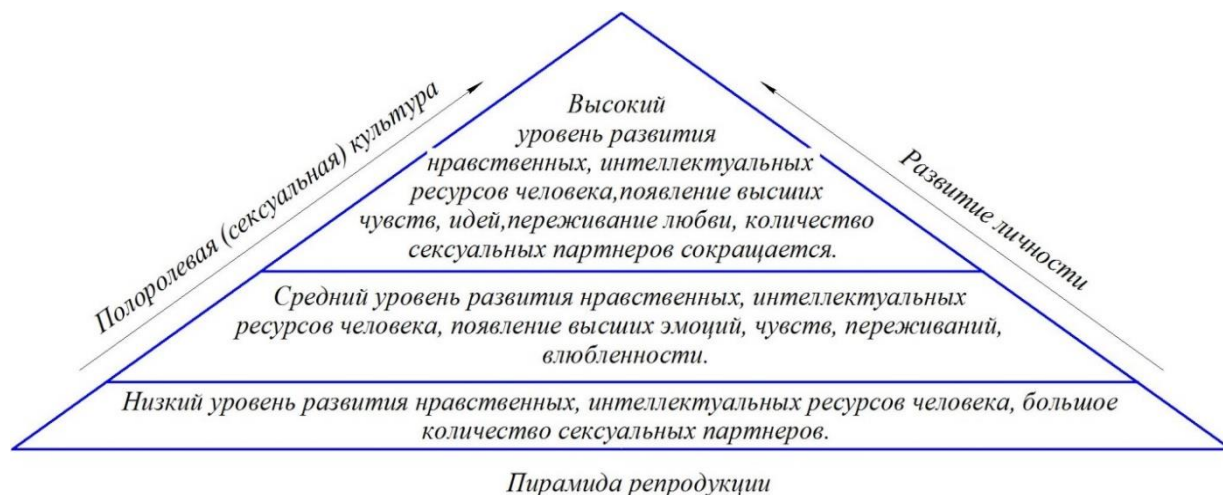 Полоролевая (сексуальная) культура
Развитие личности
Высокий
уровень развития
нравственных, интеллектуальных
ресурсов человека,появление высших
чувств, идей,переживание любви, количество
сексуальных партнеров сокращается.
Средний уровень развития нравственных, интеллектуальных
ресурсов человека, появление высших эмоций, чувств, переживаний,
влюбленности.
Низкий уровень развития нравственных, интеллектуальных ресурсов человека, большое
количество сексуальных партнеров.
Пирамида репродукции